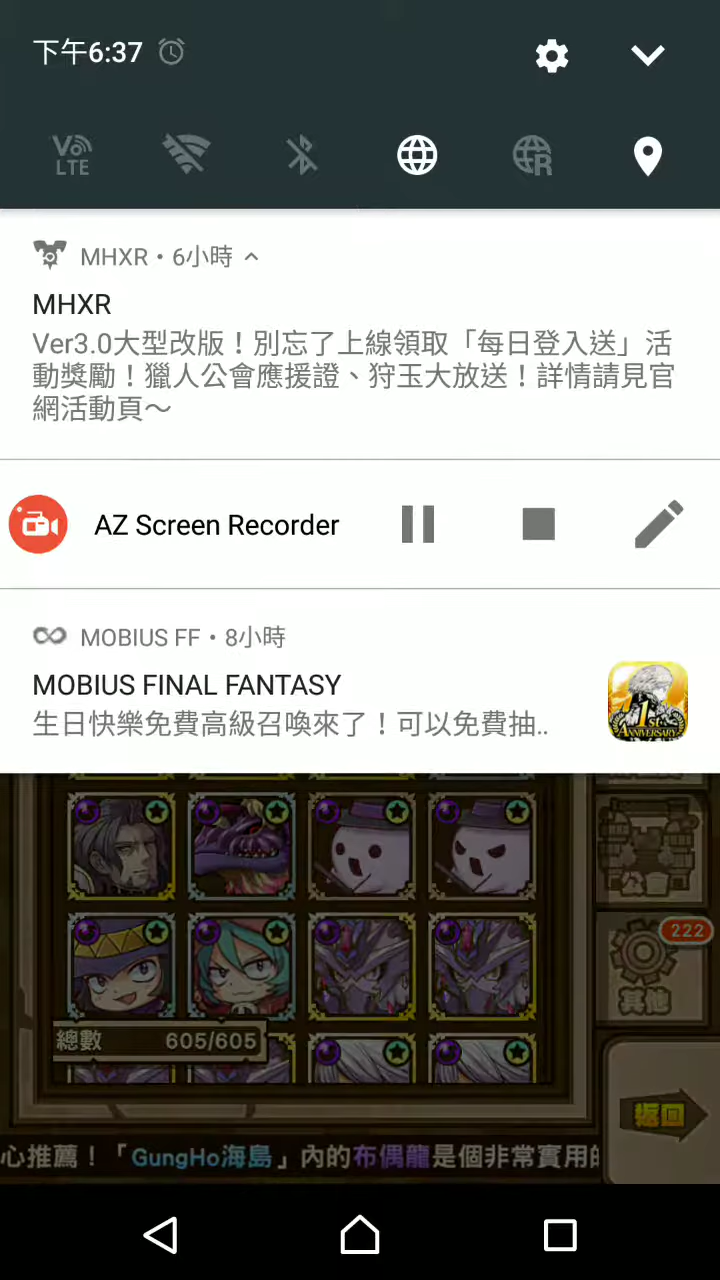 下午6:37
Vo LTE
R
MHXR • 6小時
MHXR
Ver3.0大型改版！別忘了上線領取「每日登入送」活
動獎勵！獵人公會應援證、狩玉大放送！詳情請見官
網活動頁～
AZ Screen Recorder
MOBIUS FF • 8小時
MOBIUS FINAL FANTASY
生日快樂免費高級召喚來了！可以免費抽..
1st
ANNIVERSARY
公會
222
其他
總數 605/605
返回
心推薦！「GungHo海島」內的布偶龍是個非常實用的